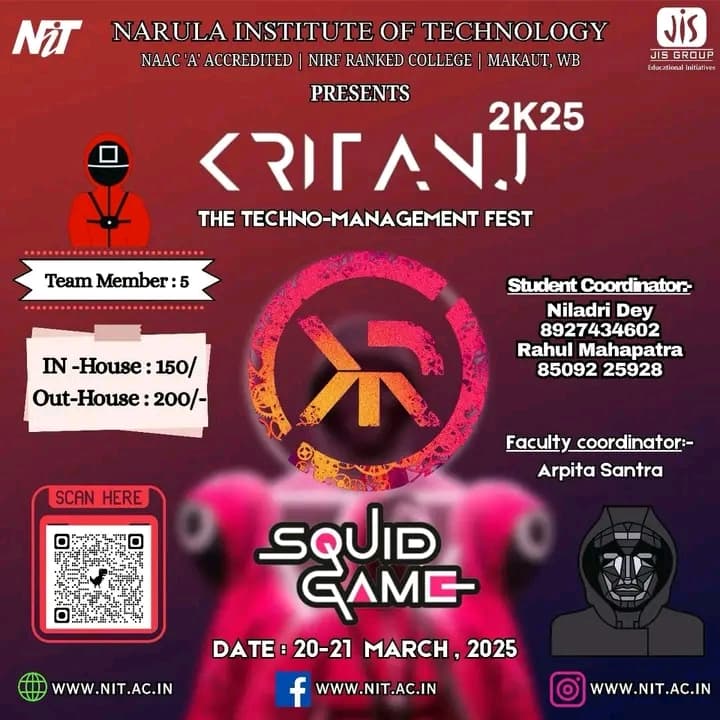 NiT
NARULA INSTITUTE OF TECHNOLOGY
NAAC 'A' ACCREDITED | NIRF RANKED COLLEGE | MAKAUT, WB
JIS
JIS GROUP
Educational Initiatives
PRESENTS
KRITANJ 2K25
THE TECHNO-MANAGEMENT FEST
Team Member : 5
IN -House : 150/
Out-House : 200/-
Student Coordinator:-
Niladri Dey
8927434602
Rahul Mahapatra
85092 25928
Faculty coordinator:-
Arpita Santra
SCAN HERE
SQUID
GAME
DATE : 20-21 MARCH , 2025
WWW.NIT.AC.IN
WWW.NIT.AC.IN
WWW.NIT.AC.IN